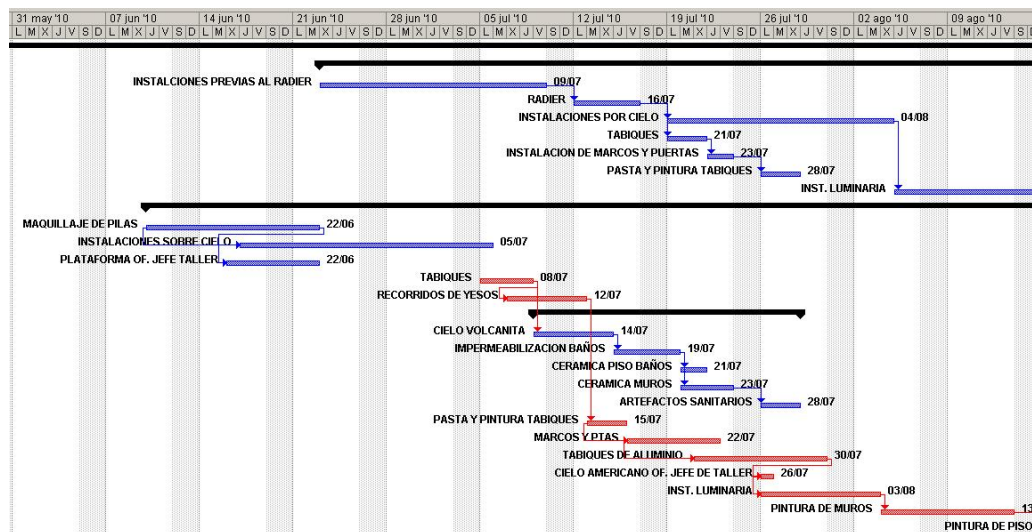 31 may '10 07 jun '10 14 jun '10 21 jun '10 28 jun '10 05 jul '10 12 jul '10 19 jul '10 26 jul '10 02 ago '10 09 ago '10
L M X J V S D L M X J V S D L M X J V S D L M X J V S D L M X J V S D L M X J V S D L M X J V S D L M X J V S D L M X J V S D L M X J V S D L M X J V S D
INSTALCIONES PREVIAS AL RADIER 09/07
RADIER 16/07
INSTALACIONES POR CIELO 04/08
TABIQUES 21/07
INSTALACION DE MARCOS Y PUERTAS 23/07
PASTA Y PINTURA TABIQUES 28/07
INST. LUMINARIA
MAQUILLAJE DE PILAS 22/06
INSTALACIONES SOBRE CIELO 05/07
PLATAFORMA OF. JEFE TALLER 22/06
TABIQUES 08/07
RECORRIDOS DE YESOS 12/07
CIELO VOLCANITA 14/07
IMPERMEABILIZACION BAÑOS 19/07
CERAMICA PISO BAÑOS 21/07
CERAMICA MUROS 23/07
ARTEFACTOS SANITARIOS 28/07
PASTA Y PINTURA TABIQUES 15/07
MARCOS Y PTAS 22/07
TABIQUES DE ALUMINIO 30/07
CIELO AMERICANO OF. JEFE DE TALLER 26/07
INST. LUMINARIA 03/08
PINTURA DE MUROS 13
PINTURA DE PISO